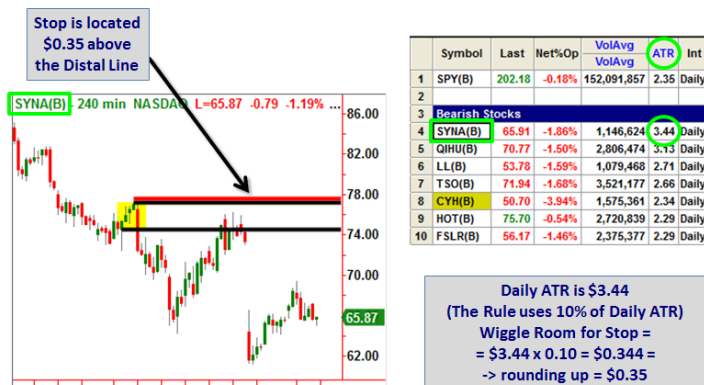 Stop is located
$0.35 above
the Distal Line
SYNA(B) 240 min NASDAQ L=65.87 -0.79 -1.19% ...
86.00
82.00
78.00
74.00
70.00
65.87
62.00
Symbol Last Net%Op VolAvg VolAvg ATR Int
1 SPY(B) 202.18 -0.18% 152,091,857 2.35 Daily
2
3 Bearish Stocks
4 SYNA(B) 65.91 -1.86% 1,146,624 3.44 Daily
5 QIHU(B) 70.77 -1.50% 2,806,474 3.13 Daily
6 LL(B) 53.78 -1.59% 1,079,468 2.71 Daily
7 TSO(B) 71.94 -1.68% 3,521,177 2.66 Daily
8 CYH(B) 50.70 -3.94% 1,575,361 2.34 Daily
9 HOT(B) 75.70 -0.54% 2,720,839 2.29 Daily
10 FSLR(B) 56.17 -1.46% 2,375,377 2.29 Daily
Daily ATR is $3.44
(The Rule uses 10% of Daily ATR)
Wiggle Room for Stop =
= $3.44 x 0.10 = $0.344 =
-> rounding up = $0.35